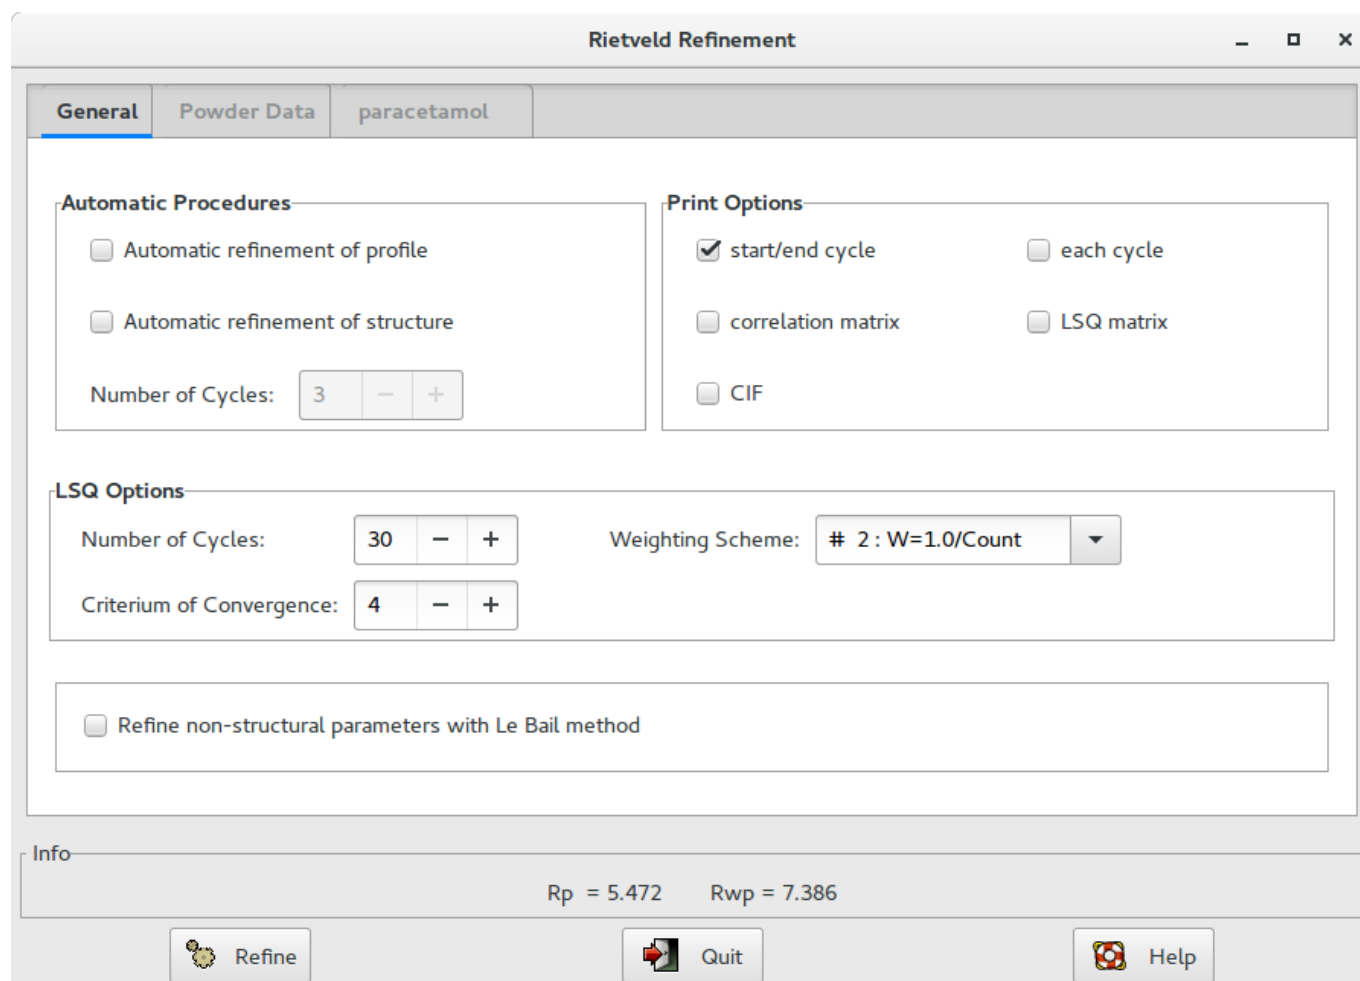 Rietveld Refinement
General Powder Data paracetamol
Automatic Procedures
Automatic refinement of profile
Automatic refinement of structure
Number of Cycles: 3 − +
Print Options
start/end cycle each cycle
correlation matrix LSQ matrix
CIF
LSQ Options
Number of Cycles: 30 − + Weighting Scheme: # 2 : W=1.0/Count
Criterium of Convergence: 4 − +
Refine non-structural parameters with Le Bail method
Info
Rp = 5.472 Rwp = 7.386
Refine Quit Help